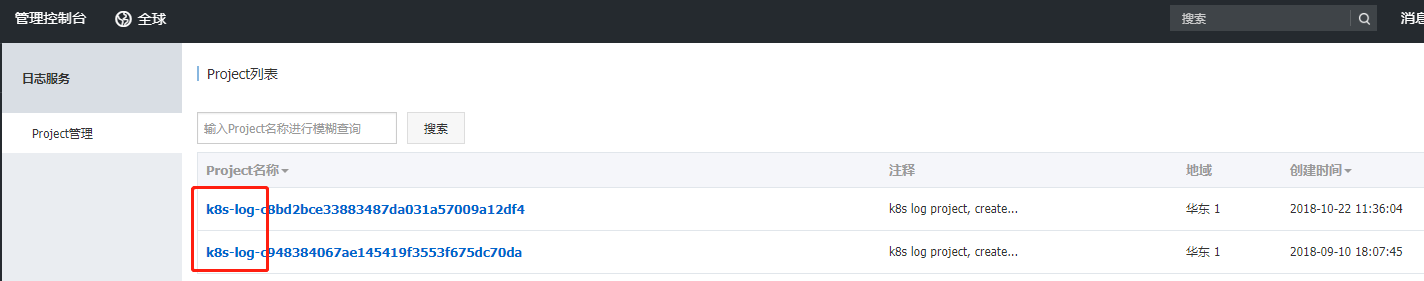 管理控制台 全球 搜索 消息
日志服务
Project管理
Project列表
输入Project名称进行模糊查询 搜索
Project名称 注释 地域 创建时间
k8s-log-c8bd2bce33883487da031a57009a12df4 k8s log project, create... 华东 1 2018-10-22 11:36:04
k8s-log-c948384067ae145419f3553f675dc70da k8s log project, create... 华东 1 2018-09-10 18:07:45